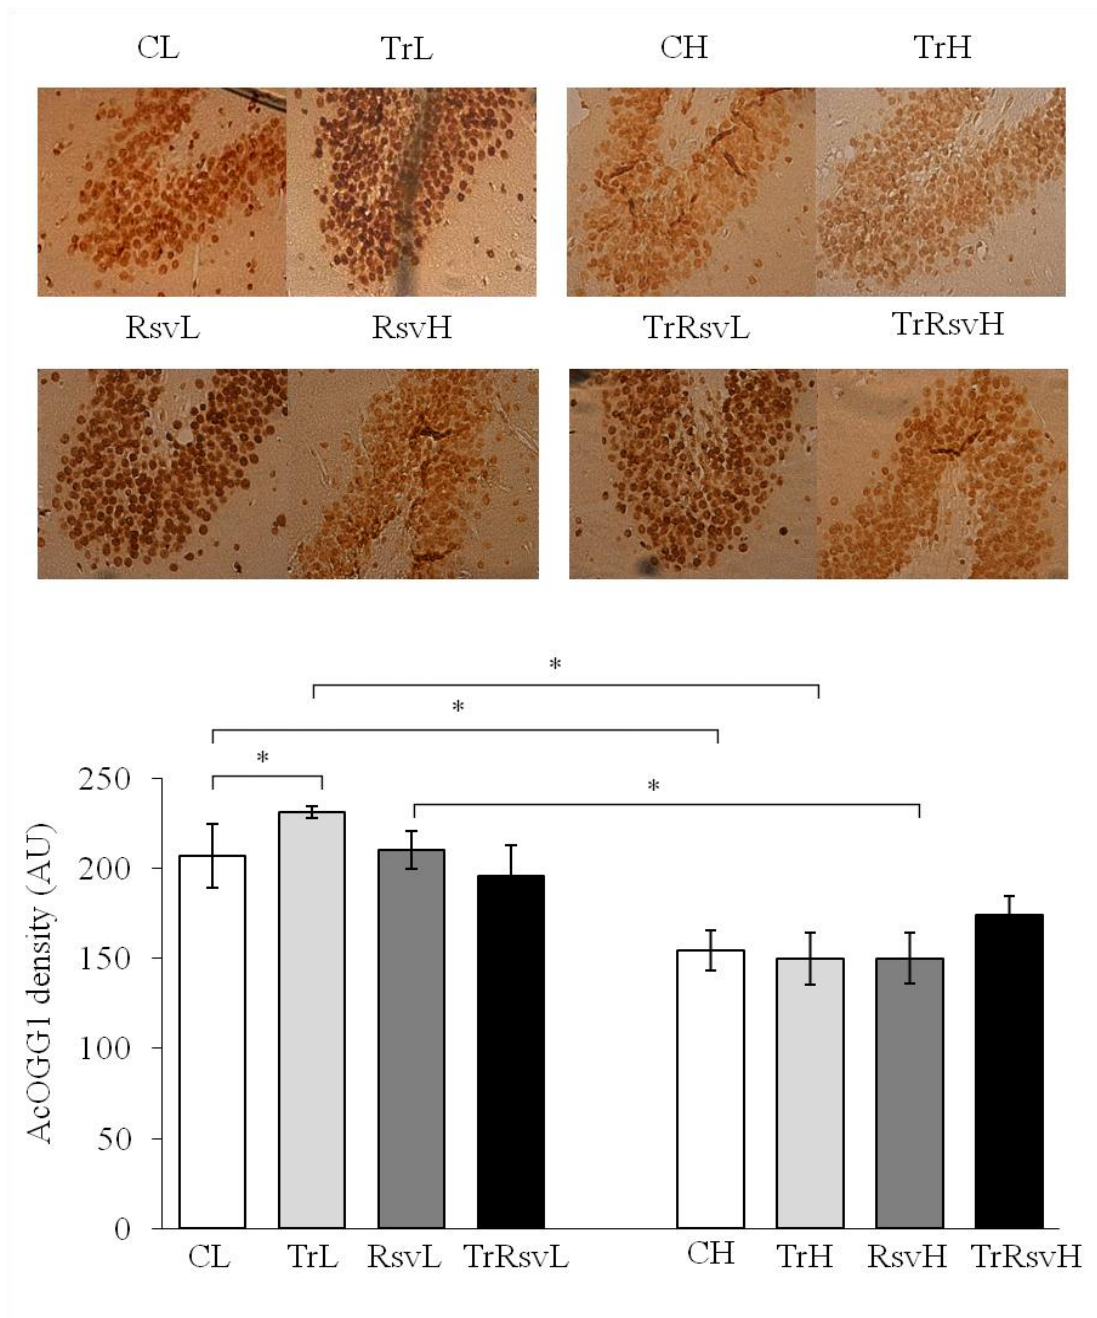 CL TrL CH TrH
RsvL RsvH TrRsvL TrRsvH
*
*
*
*
250
200
150
100
50
0
AcOGG1 density (AU)
CL TrL RsvL TrRsvL CH TrH RsvH TrRsvH